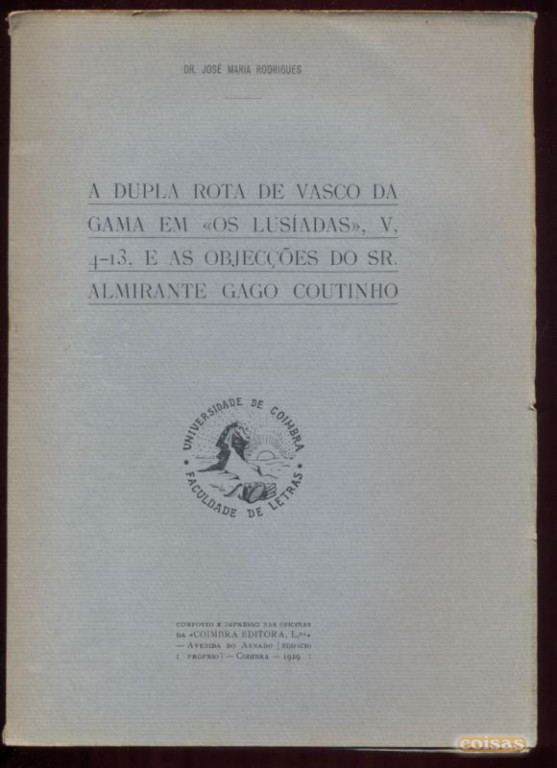 DR. JOSÉ MARIA RODRIGUES
A DUPLA ROTA DE VASCO DA
GAMA EM «OS LUSÍADAS», V,
4-13, E AS OBJECÇÕES DO SR.
ALMIRANTE GAGO COUTINHO
UNIVERSIDADE DE COIMBRA
* FACULDADE DE LETRAS *
COMPOSTO E IMPRESSO NAS OFICINAS
DA «COIMBRA EDITORA, L.DA»
— AVENIDA DO ARNADO [EDIFÍCIO
: PRÓPRIO] — COIMBRA — 1929 :
coisas